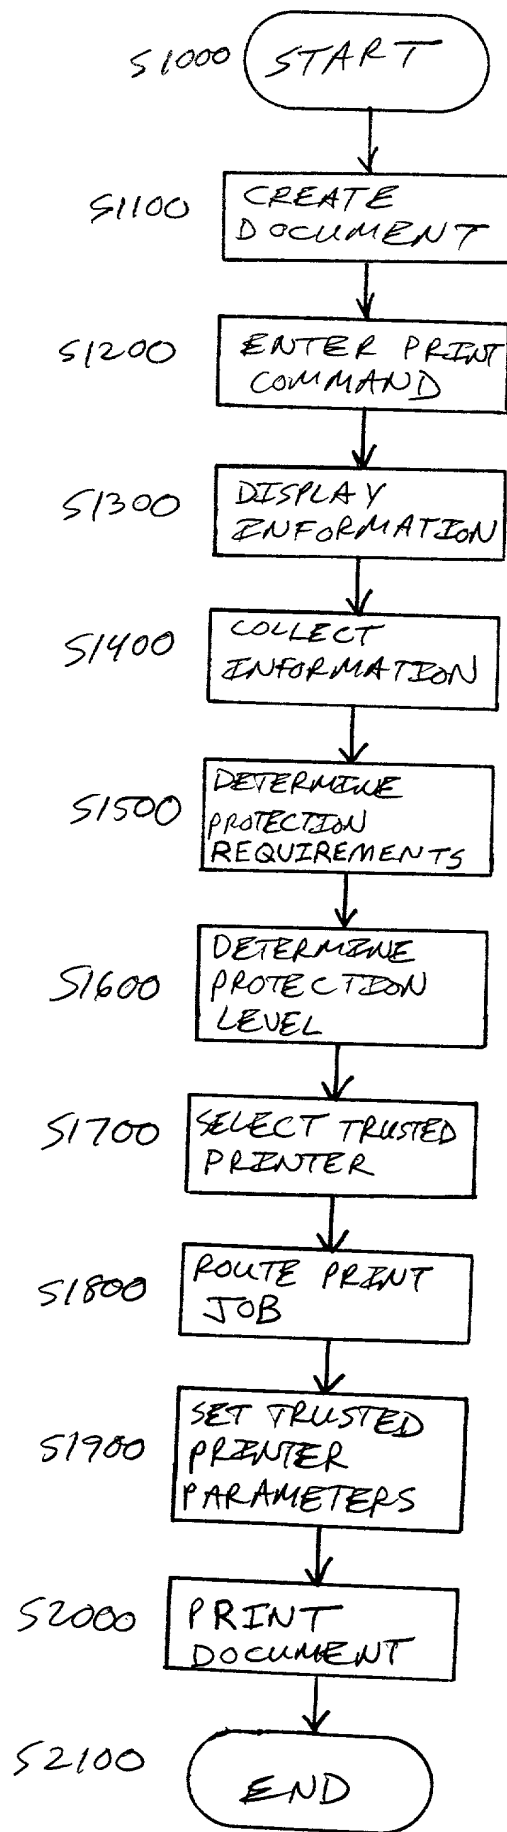 S1000 START
S1100 CREATE
DOCUMENT
S1200 ENTER PRINT
COMMAND
S1300 DISPLAY
INFORMATION
S1400 COLLECT
INFORMATION
S1500 DETERMINE
PROTECTION
REQUIREMENTS
S1600 DETERMINE
PROTECTION
LEVEL
S1700 SELECT TRUSTED
PRINTER
S1800 ROUTE PRINT
JOB
S1900 SET TRUSTED
PRINTER
PARAMETERS
S2000 PRINT
DOCUMENT
S2100 END